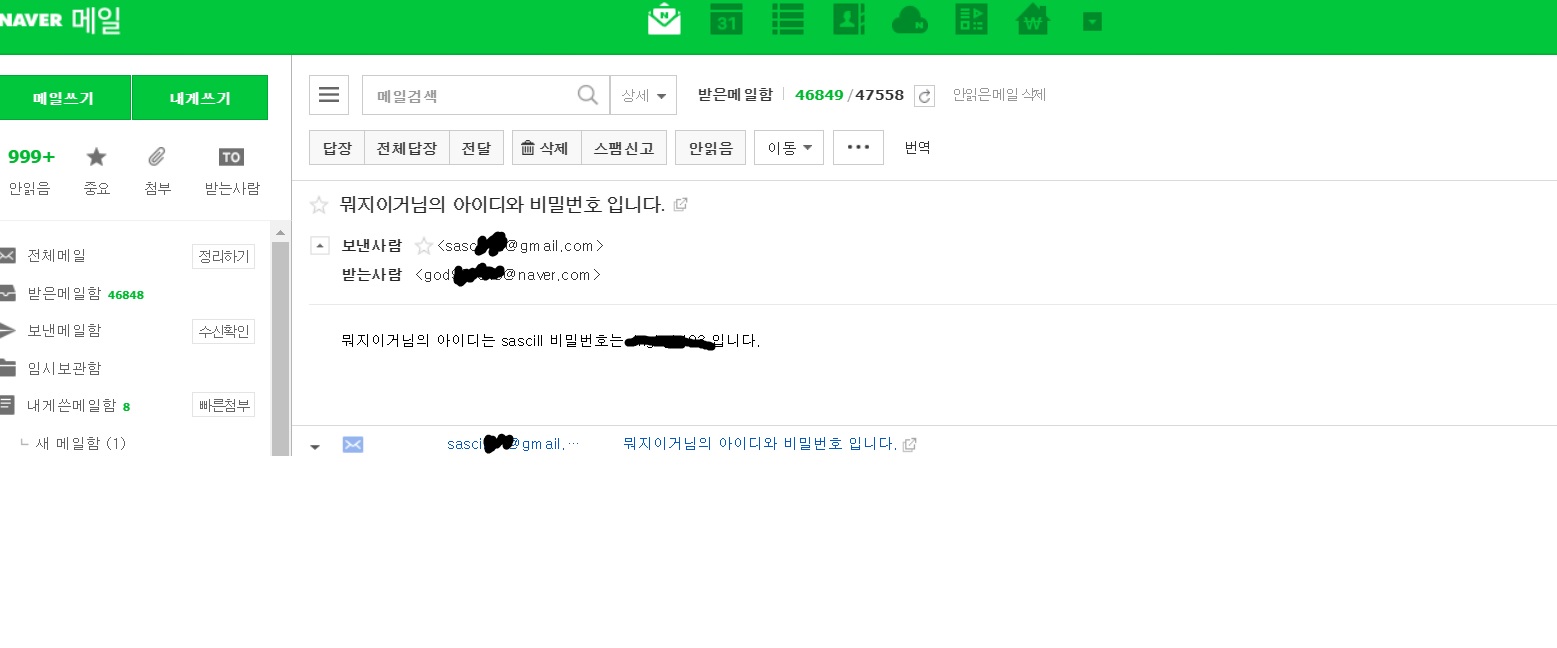 NAVER 메일
31
메일쓰기 내게쓰기
999+ TO
안읽음 중요 첨부 받는사람
전체메일 정리하기
받은메일함 46848
보낸메일함 수신확인
임시보관함
내게쓴메일함 8 빠른첨부
새 메일함 (1)
메일검색 상세 받은메일함 46849/47558 안읽은메일 삭제
답장 전체답장 전달 삭제 스팸신고 안읽음 이동 ••• 번역
뭐지이거님의 아이디와 비밀번호 입니다.
보낸사람 <sasc @gmail.com>
받는사람 <god @naver.com>
뭐지이거님의 아이디는 sascill 비밀번호는 입니다.
sasci @gmail.… 뭐지이거님의 아이디와 비밀번호 입니다.